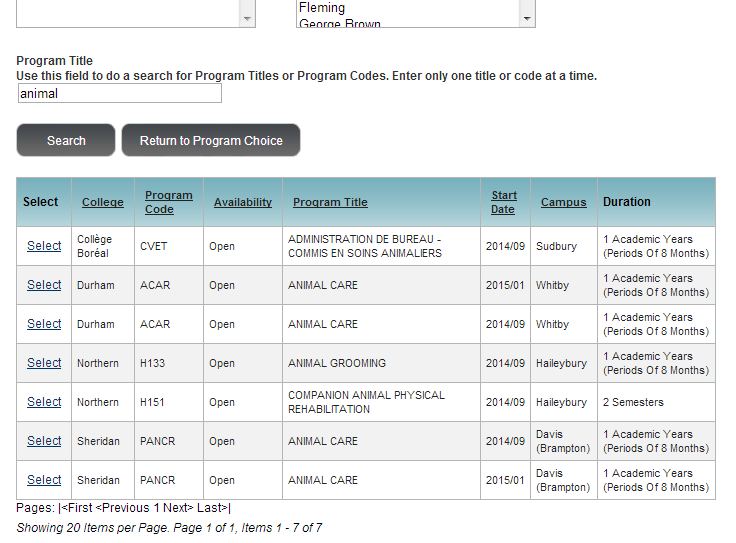 Fleming
George Brown
Program Title
Use this field to do a search for Program Titles or Program Codes. Enter only one title or code at a time.
animal
Search Return to Program Choice
Select College Program Code Availability Program Title Start Date Campus Duration
Select Collège Boréal CVET Open ADMINISTRATION DE BUREAU - COMMIS EN SOINS ANIMALIERS 2014/09 Sudbury 1 Academic Years (Periods Of 8 Months)
Select Durham ACAR Open ANIMAL CARE 2015/01 Whitby 1 Academic Years (Periods Of 8 Months)
Select Durham ACAR Open ANIMAL CARE 2014/09 Whitby 1 Academic Years (Periods Of 8 Months)
Select Northern H133 Open ANIMAL GROOMING 2014/09 Haileybury 1 Academic Years (Periods Of 8 Months)
Select Northern H151 Open COMPANION ANIMAL PHYSICAL REHABILITATION 2014/09 Haileybury 2 Semesters
Select Sheridan PANCR Open ANIMAL CARE 2014/09 Davis (Brampton) 1 Academic Years (Periods Of 8 Months)
Select Sheridan PANCR Open ANIMAL CARE 2015/01 Davis (Brampton) 1 Academic Years (Periods Of 8 Months)
Pages: |<First <Previous 1 Next> Last>|
Showing 20 Items per Page. Page 1 of 1, Items 1 - 7 of 7